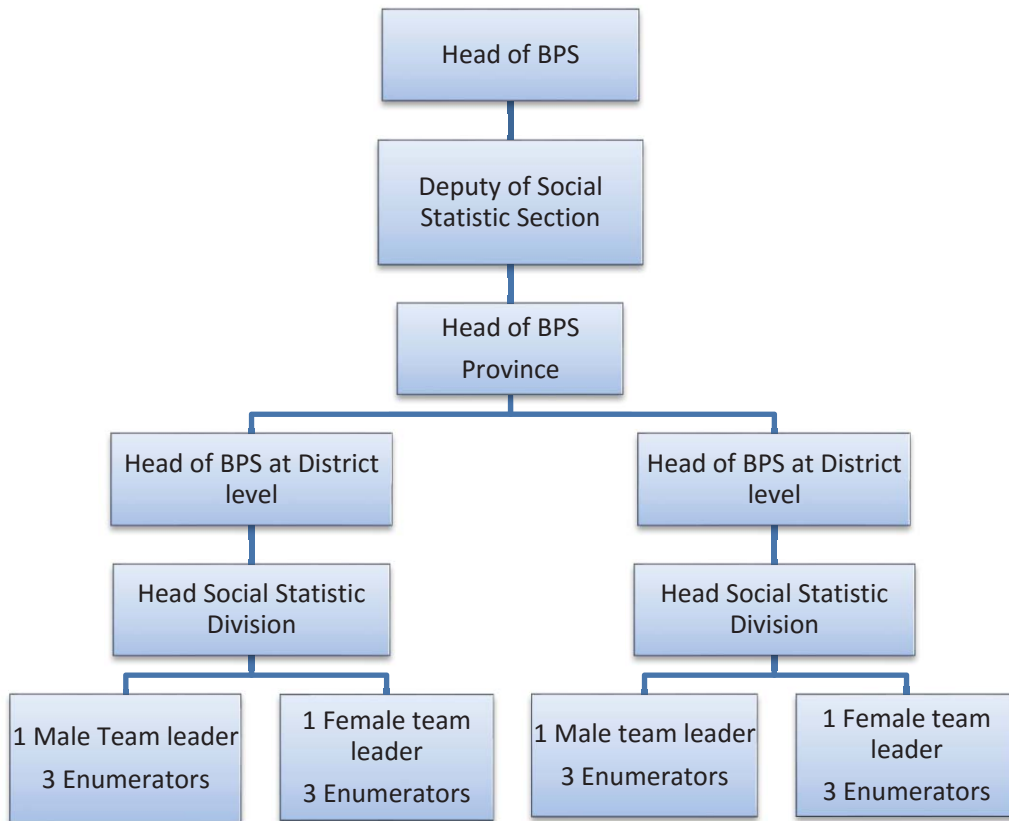 Head of BPS
Deputy of Social
Statistic Section
Head of BPS
Province
Head of BPS at District
level
Head of BPS at District
level
Head Social Statistic
Division
Head Social Statistic
Division
1 Male Team leader
3 Enumerators
1 Female team
leader
3 Enumerators
1 Male team leader
3 Enumerators
1 Female team
leader
3 Enumerators